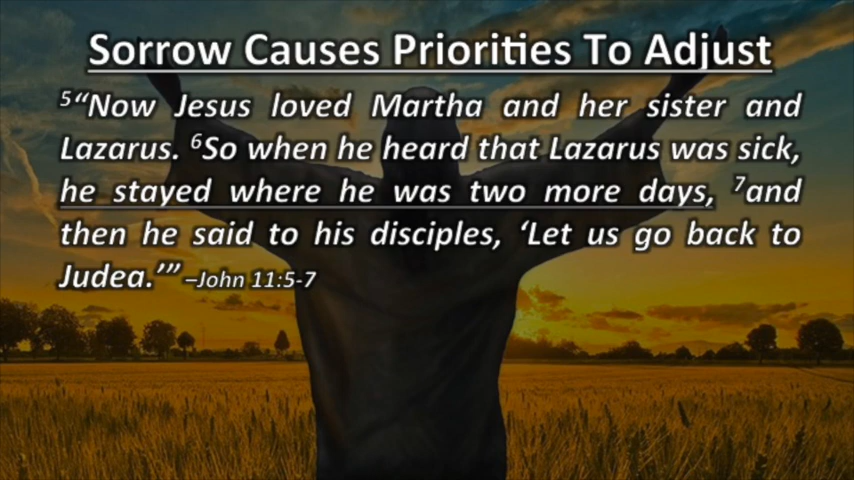 Sorrow Causes Priorities To Adjust
5“Now Jesus loved Martha and her sister and
Lazarus. 6So when he heard that Lazarus was sick,
he stayed where he was two more days, 7and
then he said to his disciples, ‘Let us go back to
Judea.’” –John 11:5-7